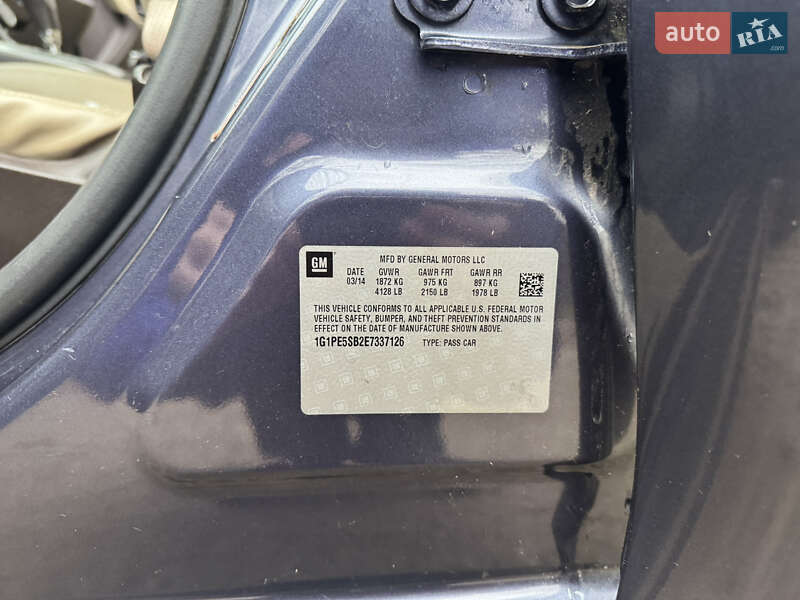 auto RIA
.com
GM
MFD BY GENERAL MOTORS LLC
DATE GVWR GAWR FRT GAWR RR
03/14 1872 KG 975 KG 897 KG
4128 LB 2150 LB 1978 LB
THIS VEHICLE CONFORMS TO ALL APPLICABLE U.S. FEDERAL MOTOR
VEHICLE SAFETY, BUMPER, AND THEFT PREVENTION STANDARDS IN
EFFECT ON THE DATE OF MANUFACTURE SHOWN ABOVE.
1G1PE5SB2E7337126 TYPE: PASS CAR